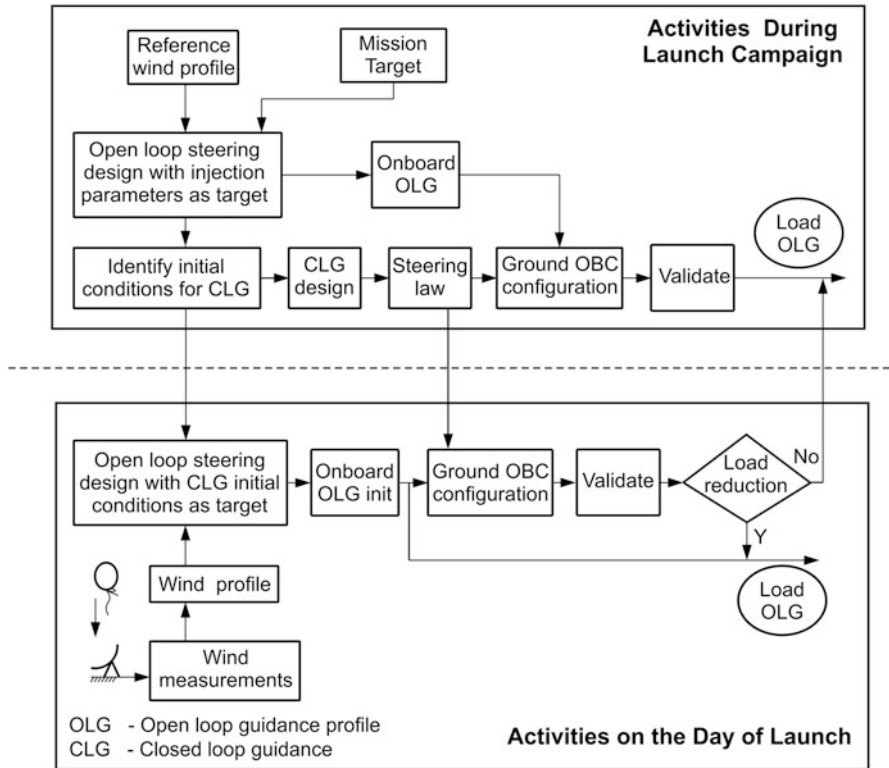 Activities During
Launch Campaign
Reference
wind profile
Mission
Target
Open loop steering
design with injection
parameters as target
Onboard
OLG
Load
OLG
Identify initial
conditions for CLG
CLG
design
Steering
law
Ground OBC
configuration
Validate
Open loop steering
design with CLG initial
conditions as target
Onboard
OLG init
Ground OBC
configuration
Validate
Load
reduction
No
Y
Wind profile
Load
OLG
Wind
measurements
OLG - Open loop guidance profile
CLG - Closed loop guidance
Activities on the Day of Launch